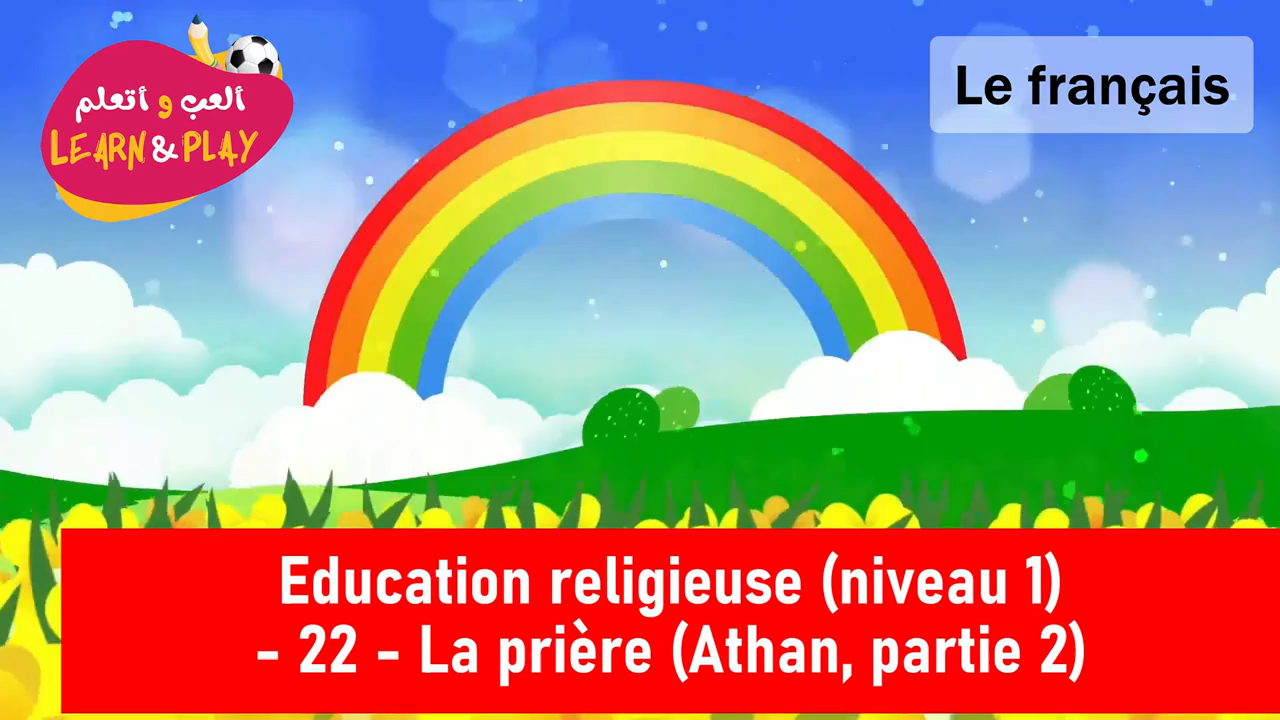 ألعب و أتعلم
LEARN & PLAY
Le français
Education religieuse (niveau 1)
- 22 - La prière (Athan, partie 2)